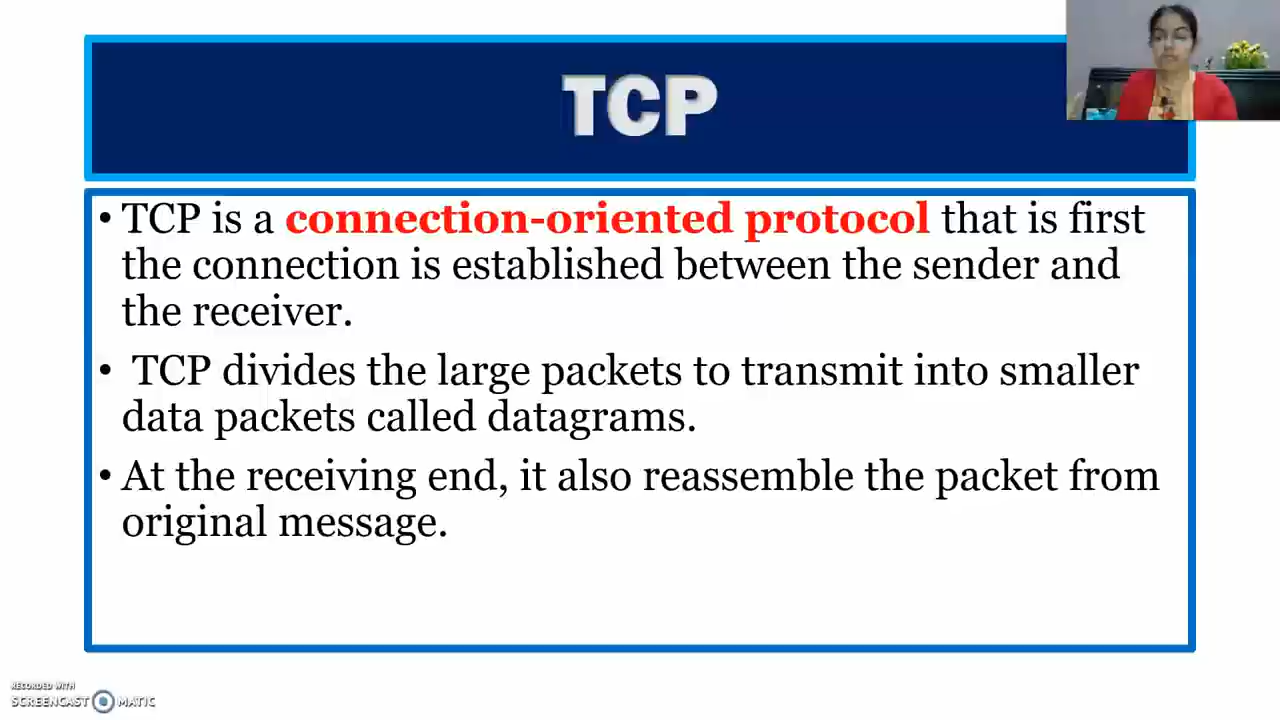 TCP
• TCP is a connection-oriented protocol that is first
the connection is established between the sender and
the receiver.
• TCP divides the large packets to transmit into smaller
data packets called datagrams.
• At the receiving end, it also reassemble the packet from
original message.
RECORDED WITH
SCREENCAST MATIC